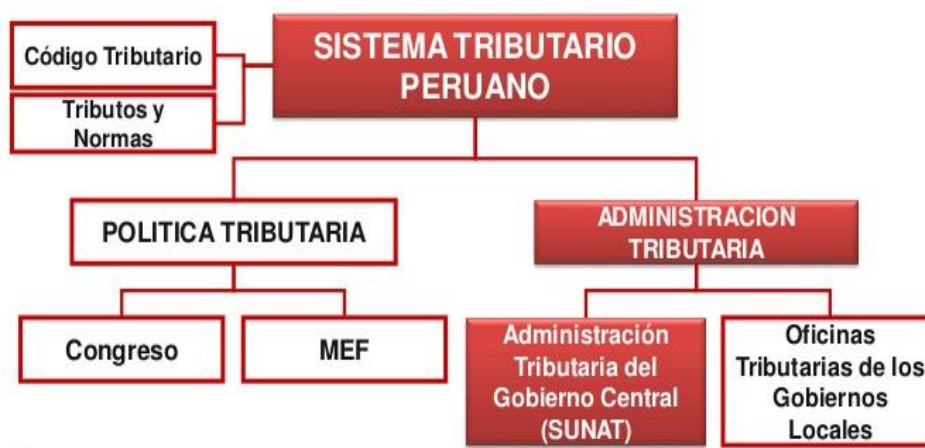 SISTEMA TRIBUTARIO
PERUANO
Código Tributario
Tributos y
Normas
POLITICA TRIBUTARIA
ADMINISTRACION
TRIBUTARIA
Congreso
MEF
Administración
Tributaria del
Gobierno Central
(SUNAT)
Oficinas
Tributarias de los
Gobiernos
Locales